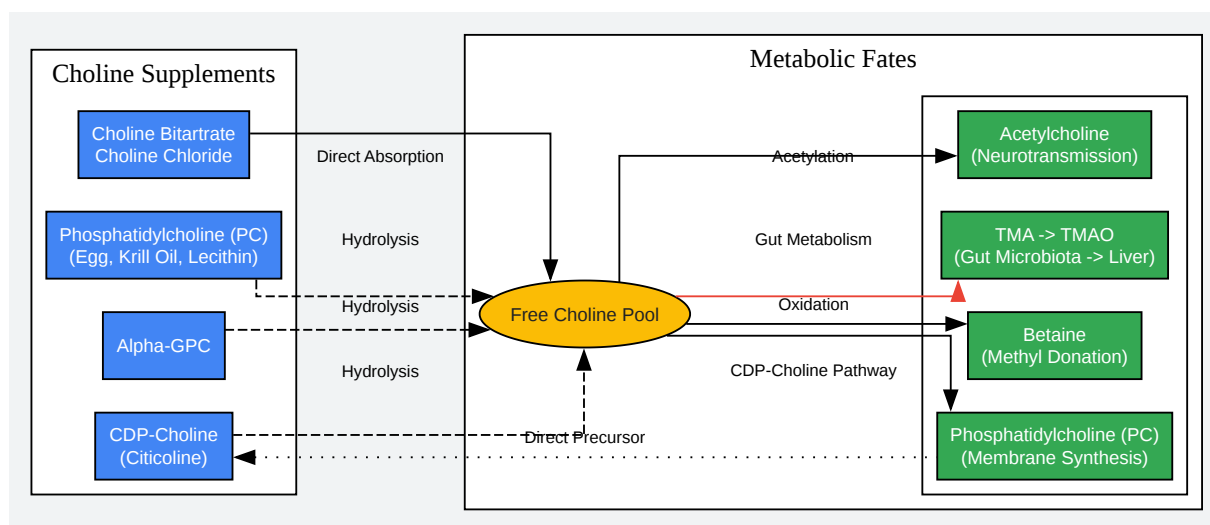 Choline Supplements
Choline Bitartrate
Choline Chloride
Phosphatidylcholine (PC)
(Egg, Krill Oil, Lecithin)
Alpha-GPC
CDP-Choline
(Citicoline)
Direct Absorption
Hydrolysis
Hydrolysis
Hydrolysis
Metabolic Fates
Free Choline Pool
Acetylation
Gut Metabolism
Oxidation
CDP-Choline Pathway
Direct Precursor
Acetylcholine
(Neurotransmission)
TMA -> TMAO
(Gut Microbiota -> Liver)
Betaine
(Methyl Donation)
Phosphatidylcholine (PC)
(Membrane Synthesis)